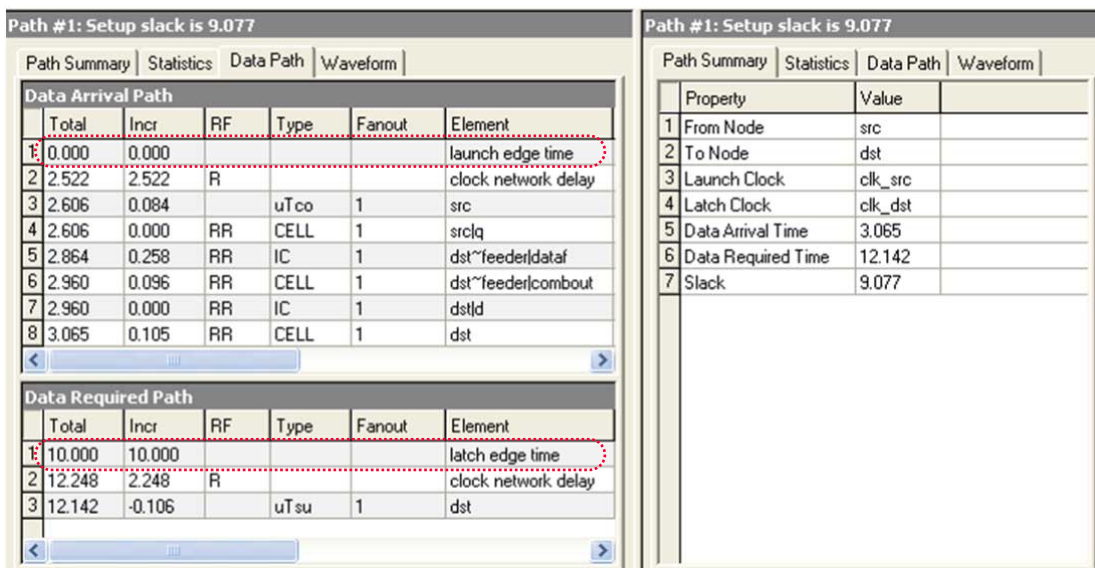 Path #1: Setup slack is 9.077
Path Summary Statistics Data Path Waveform
Data Arrival Path
Total Incr RF Type Fanout Element
1 0.000 0.000 launch edge time
2 2.522 2.522 R clock network delay
3 2.606 0.084 uTco 1 src
4 2.606 0.000 RR CELL 1 src|q
5 2.864 0.258 RR IC 1 dst~feeder|dataf
6 2.960 0.096 RR CELL 1 dst~feeder|combout
7 2.960 0.000 RR IC 1 dst|d
8 3.065 0.105 RR CELL 1 dst
Data Required Path
Total Incr RF Type Fanout Element
1 10.000 10.000 latch edge time
2 12.248 2.248 R clock network delay
3 12.142 -0.106 uTsu 1 dst
Path #1: Setup slack is 9.077
Path Summary Statistics Data Path Waveform
Property Value
1 From Node src
2 To Node dst
3 Launch Clock clk_src
4 Latch Clock clk_dst
5 Data Arrival Time 3.065
6 Data Required Time 12.142
7 Slack 9.077